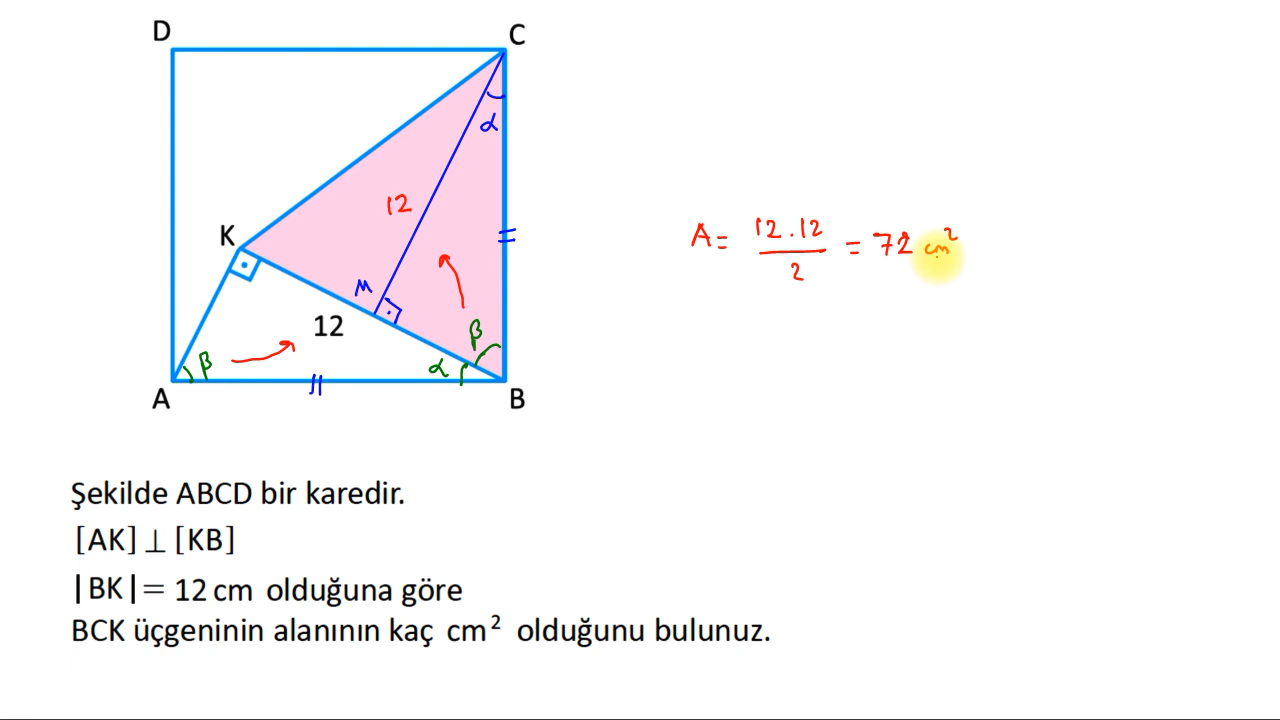 D
C
α
12
K
A = 12.12 / 2 = 72 cm²
M
12
β
β
α
A
B
Şekilde ABCD bir karedir.
[AK] ⊥ [KB]
|BK| = 12 cm olduğuna göre
BCK üçgeninin alanının kaç cm² olduğunu bulunuz.